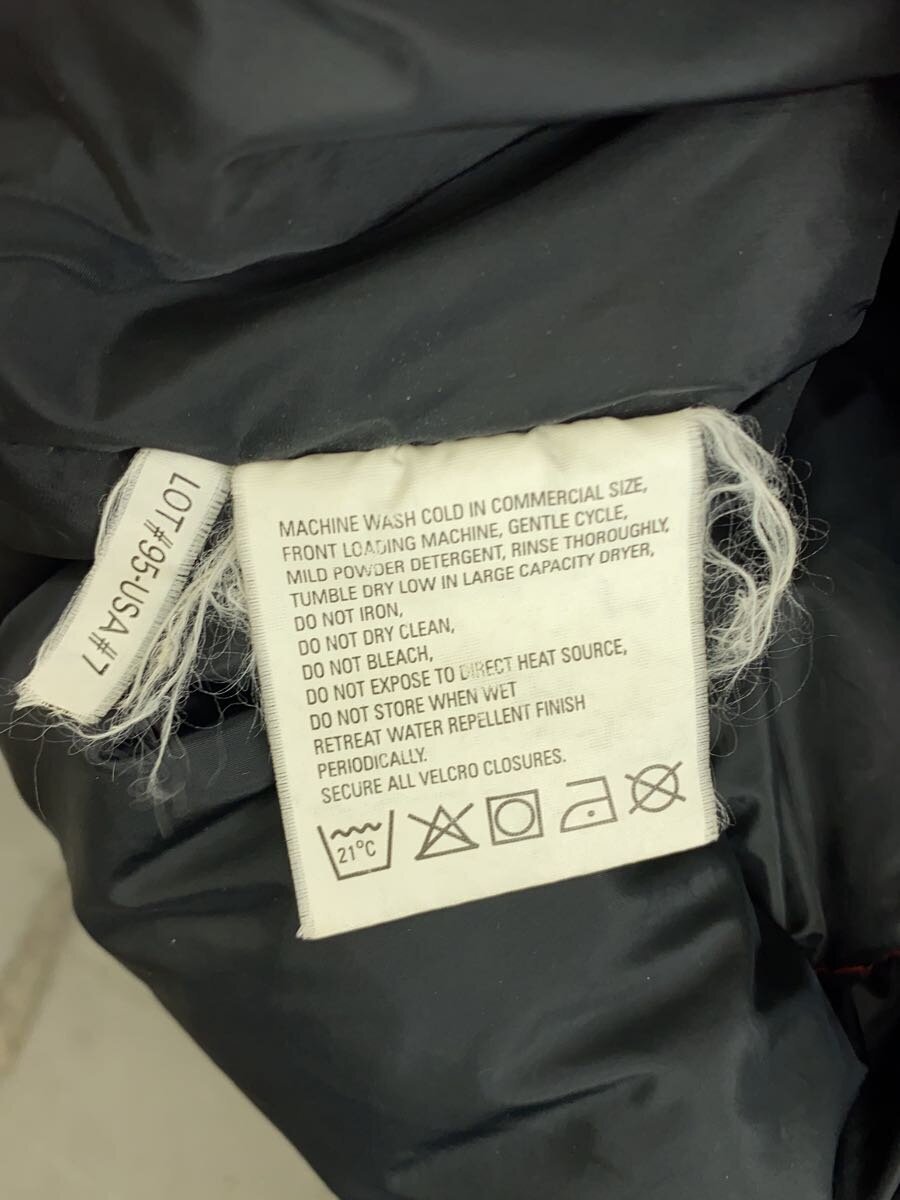 LOT#95-USA#7
MACHINE WASH COLD IN COMMERCIAL SIZE,
FRONT LOADING MACHINE, GENTLE CYCLE,
MILD POWDER DETERGENT, RINSE THOROUGHLY,
TUMBLE DRY LOW IN LARGE CAPACITY DRYER,
DO NOT IRON,
DO NOT DRY CLEAN,
DO NOT BLEACH,
DO NOT EXPOSE TO DIRECT HEAT SOURCE,
DO NOT STORE WHEN WET
RETREAT WATER REPELLENT FINISH
PERIODICALLY.
SECURE ALL VELCRO CLOSURES.
21°C